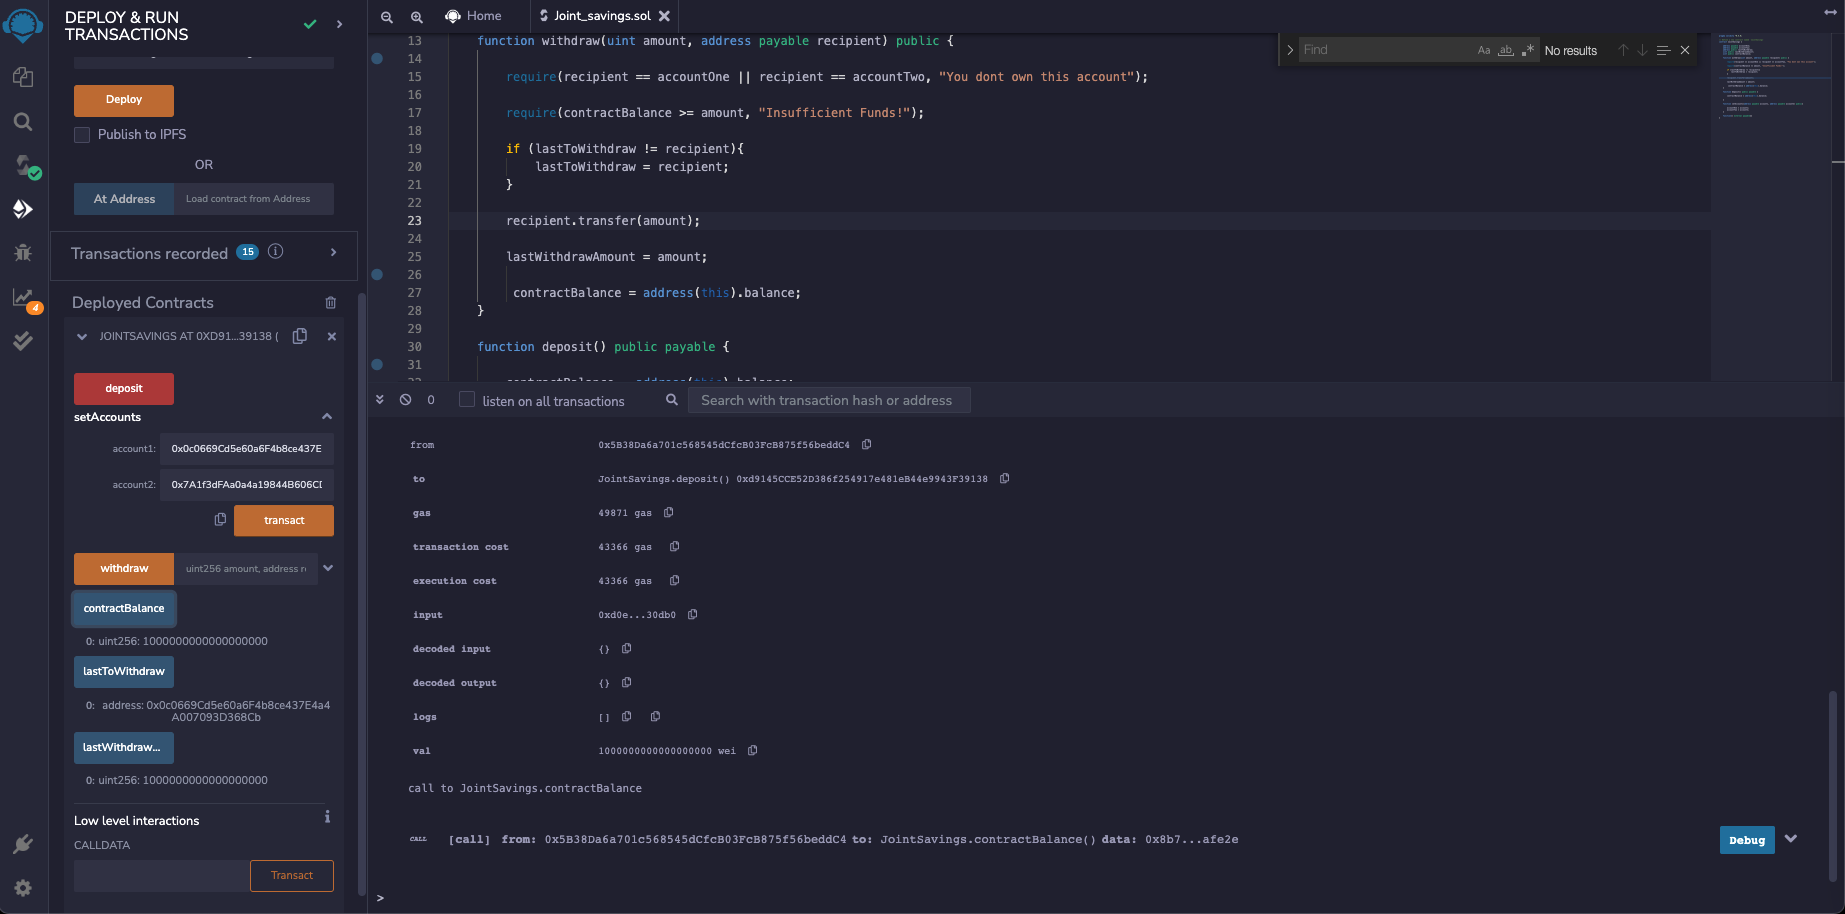 DEPLOY & RUN
TRANSACTIONS
Deploy
Publish to IPFS
OR
At Address
Load contract from Address
Transactions recorded 15
Deployed Contracts
4
JOINTSAVINGS AT 0XD91...39138 (
deposit
setAccounts
account1: 0x0c0669Cd5e60a6F4b8ce437E
account2: 0x7A1f3dFAa0a4a19844B606CD
transact
withdraw
uint256 amount, address re
contractBalance
0: uint256: 1000000000000000000
lastToWithdraw
0: address: 0x0c0669Cd5e60a6F4b8ce437E4a4
A007093D368Cb
lastWithdraw...
0: uint256: 1000000000000000000
Low level interactions
i
CALLDATA
Transact
Home
Joint_savings.sol
Find
Aa ab .*
No results
13 function withdraw(uint amount, address payable recipient) public {
14
15 require(recipient == accountOne || recipient == accountTwo, "You dont own this account");
16
17 require(contractBalance >= amount, "Insufficient Funds!");
18
19 if (lastToWithdraw != recipient){
20 lastToWithdraw = recipient;
21 }
22
23 recipient.transfer(amount);
24
25 lastWithdrawAmount = amount;
26
27 contractBalance = address(this).balance;
28 }
29
30 function deposit() public payable {
31
0
listen on all transactions
Search with transaction hash or address
from 0x5B38Da6a701c568545dCfcB03FcB875f56beddC4
to JointSavings.deposit() 0xd9145CCE52D386f254917e481eB44e9943F39138
gas 49871 gas
transaction cost 43366 gas
execution cost 43366 gas
input 0xd0e...30db0
decoded input {}
decoded output {}
logs []
val 1000000000000000000 wei
call to JointSavings.contractBalance
CALL [call] from: 0x5B38Da6a701c568545dCfcB03FcB875f56beddC4 to: JointSavings.contractBalance() data: 0x8b7...afe2e
Debug
>